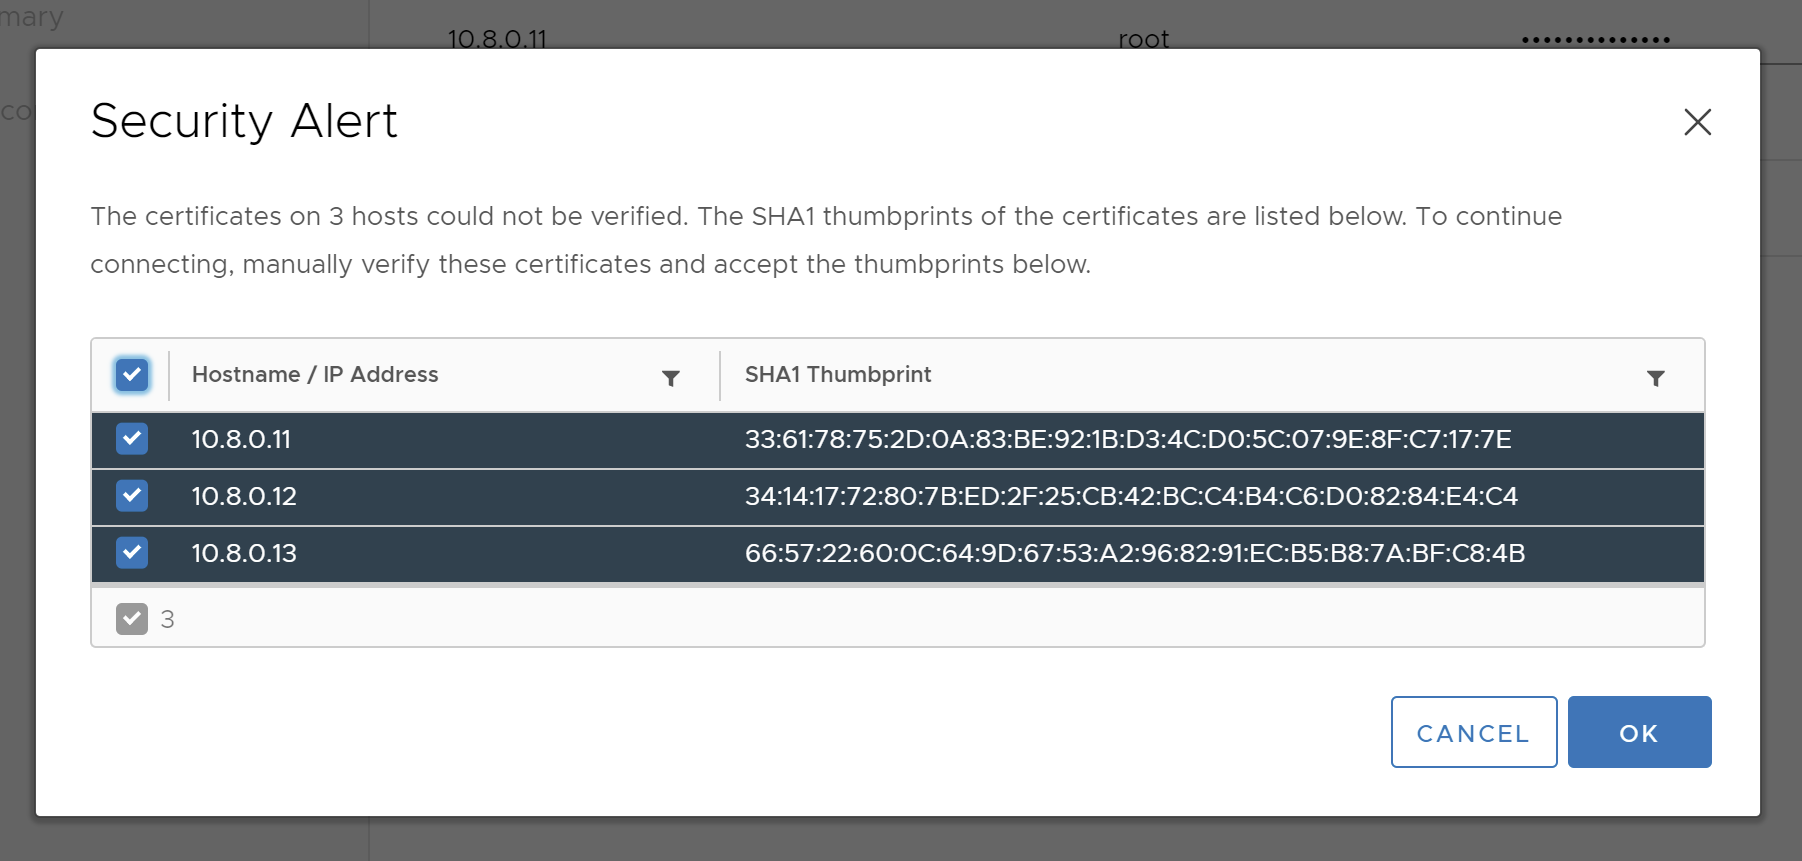 mary
10.8.0.11 root ••••••••••••••
Security Alert
The certificates on 3 hosts could not be verified. The SHA1 thumbprints of the certificates are listed below. To continue
connecting, manually verify these certificates and accept the thumbprints below.
Hostname / IP Address SHA1 Thumbprint
10.8.0.11 33:61:78:75:2D:0A:83:BE:92:1B:D3:4C:D0:5C:07:9E:8F:C7:17:7E
10.8.0.12 34:14:17:72:80:7B:ED:2F:25:CB:42:BC:C4:B4:C6:D0:82:84:E4:C4
10.8.0.13 66:57:22:60:0C:64:9D:67:53:A2:96:82:91:EC:B5:B8:7A:BF:C8:4B
3
CANCEL OK